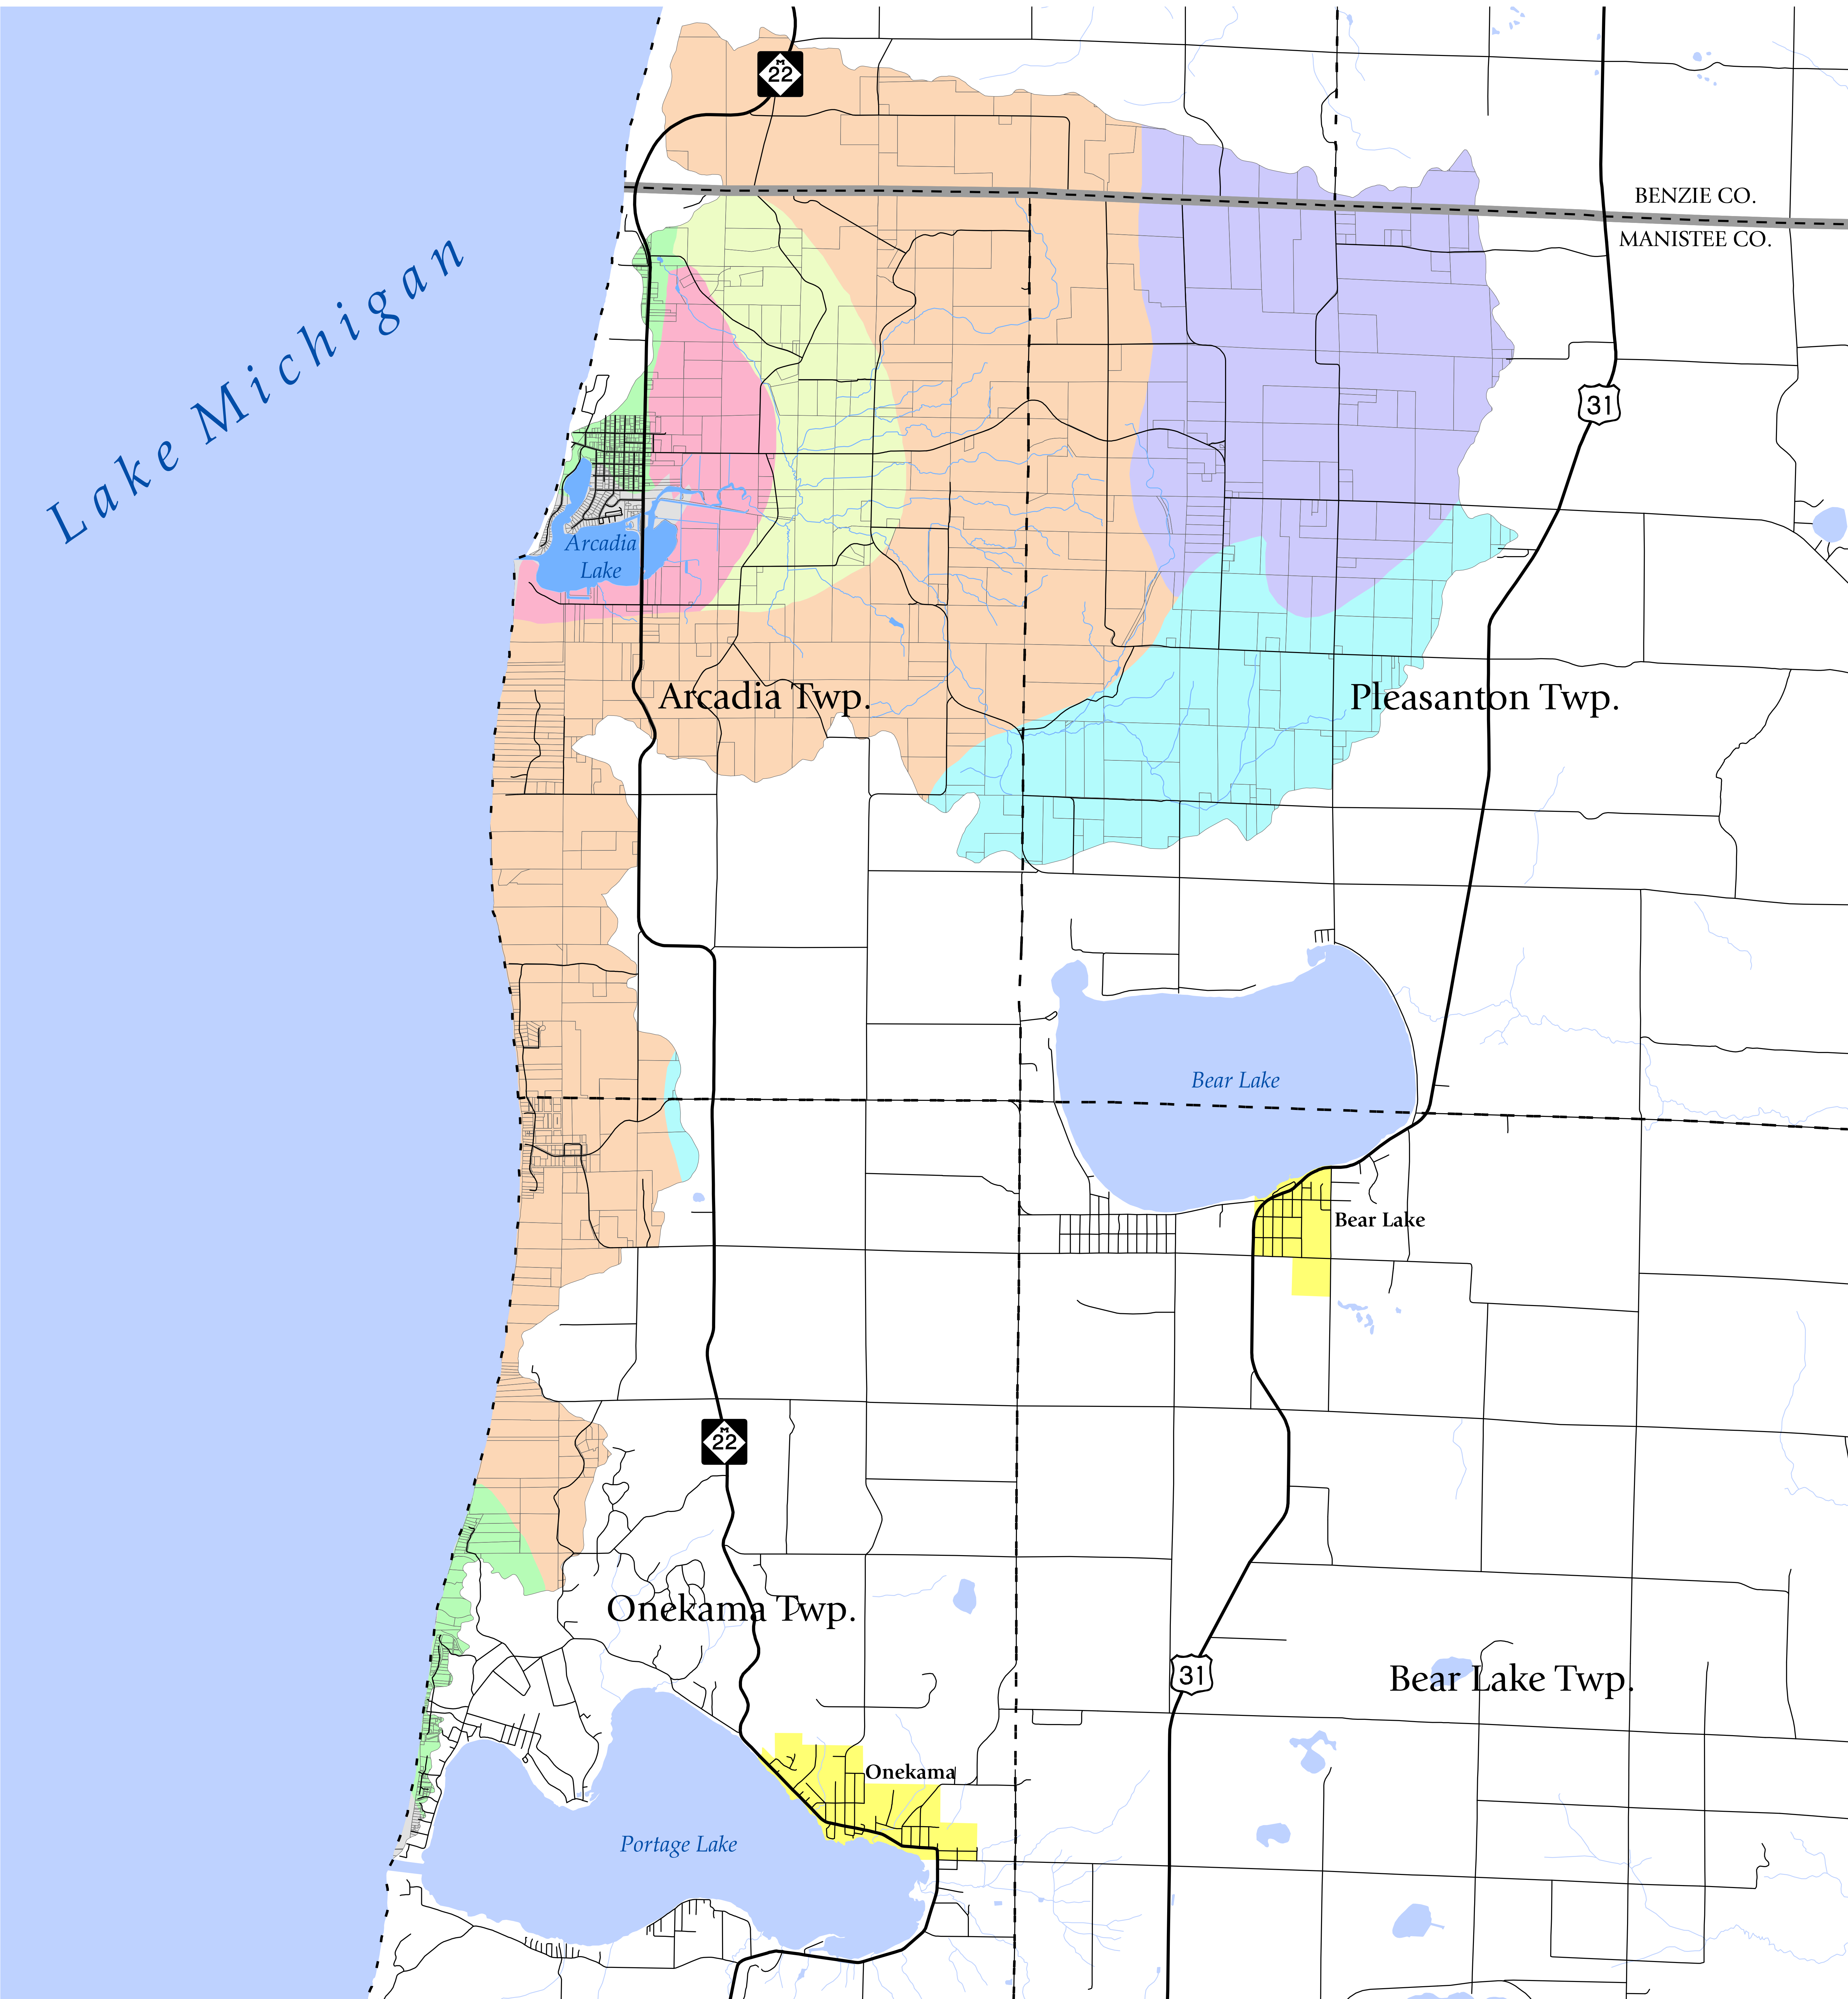 M
22
BENZIE CO.
MANISTEE CO.
Lake Michigan
31
Arcadia
Lake
Arcadia Twp.
Pleasanton Twp.
Bear Lake
Bear Lake
M
22
Onekama Twp.
31
Bear Lake Twp.
Onekama
Portage Lake